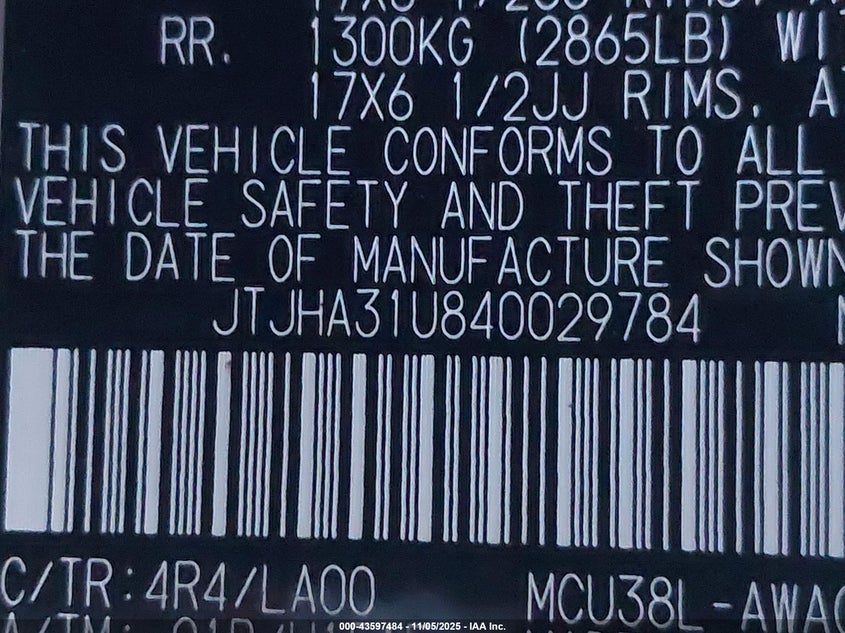 RR. 1300KG (2865LB) WI
17X6 1/2JJ RIMS, A
THIS VEHICLE CONFORMS TO ALL
VEHICLE SAFETY AND THEFT PREV
THE DATE OF MANUFACTURE SHOWN
JTJHA31U840029784
C/TR:4R4/LA00 MCU38L-AWAG
000-43597484 - 11/05/2025 - IAA Inc.